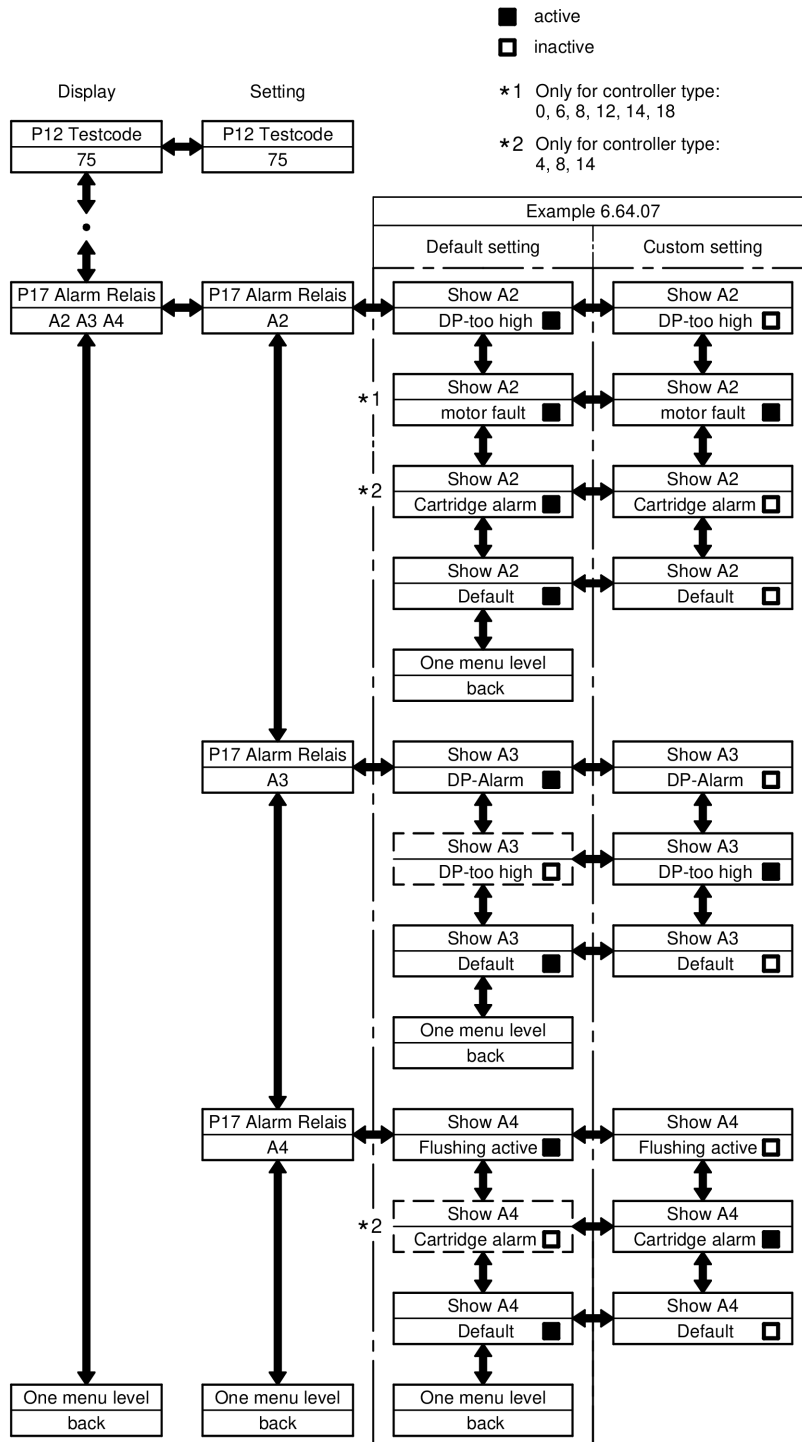 active
inactive
*1 Only for controller type:
0, 6, 8, 12, 14, 18
*2 Only for controller type:
4, 8, 14
Display
Setting
P12 Testcode
75
P12 Testcode
75
Example 6.64.07
Default setting
Custom setting
P17 Alarm Relais
A2 A3 A4
P17 Alarm Relais
A2
Show A2
DP-too high
Show A2
DP-too high
*1
Show A2
motor fault
Show A2
motor fault
*2
Show A2
Cartridge alarm
Show A2
Cartridge alarm
Show A2
Default
Show A2
Default
One menu level
back
P17 Alarm Relais
A3
Show A3
DP-Alarm
Show A3
DP-Alarm
Show A3
DP-too high
Show A3
DP-too high
Show A3
Default
Show A3
Default
One menu level
back
P17 Alarm Relais
A4
Show A4
Flushing active
Show A4
Flushing active
*2
Show A4
Cartridge alarm
Show A4
Cartridge alarm
Show A4
Default
Show A4
Default
One menu level
back
One menu level
back
One menu level
back